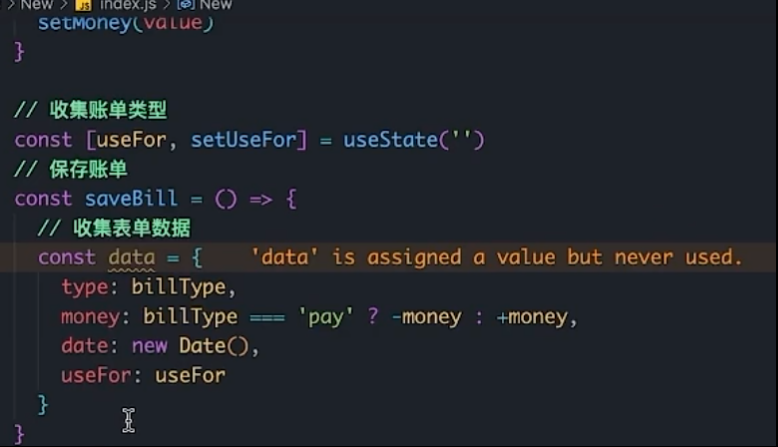 New > JS index.js > New
setMoney(value)
}
// 收集账单类型
const [useFor, setUseFor] = useState('')
// 保存账单
const saveBill = () => {
// 收集表单数据
const data = {    'data' is assigned a value but never used.
type: billType,
money: billType === 'pay' ? -money : +money,
date: new Date(),
useFor: useFor
}
}